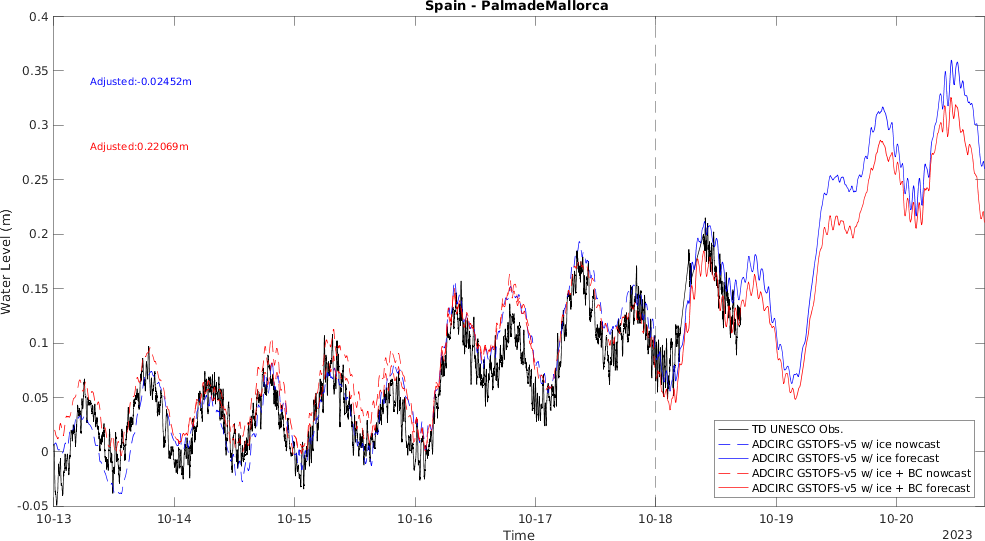 Spain - PalmadeMallorca
0.4
0.35
0.3
0.25
0.2
0.15
0.1
0.05
0
-0.05
Water Level (m)
Adjusted:-0.02452m
Adjusted:0.22069m
TD UNESCO Obs.
ADCIRC GSTOFS-v5 w/ ice nowcast
ADCIRC GSTOFS-v5 w/ ice forecast
ADCIRC GSTOFS-v5 w/ ice + BC nowcast
ADCIRC GSTOFS-v5 w/ ice + BC forecast
10-13 10-14 10-15 10-16 10-17 10-18 10-19 10-20
Time
2023